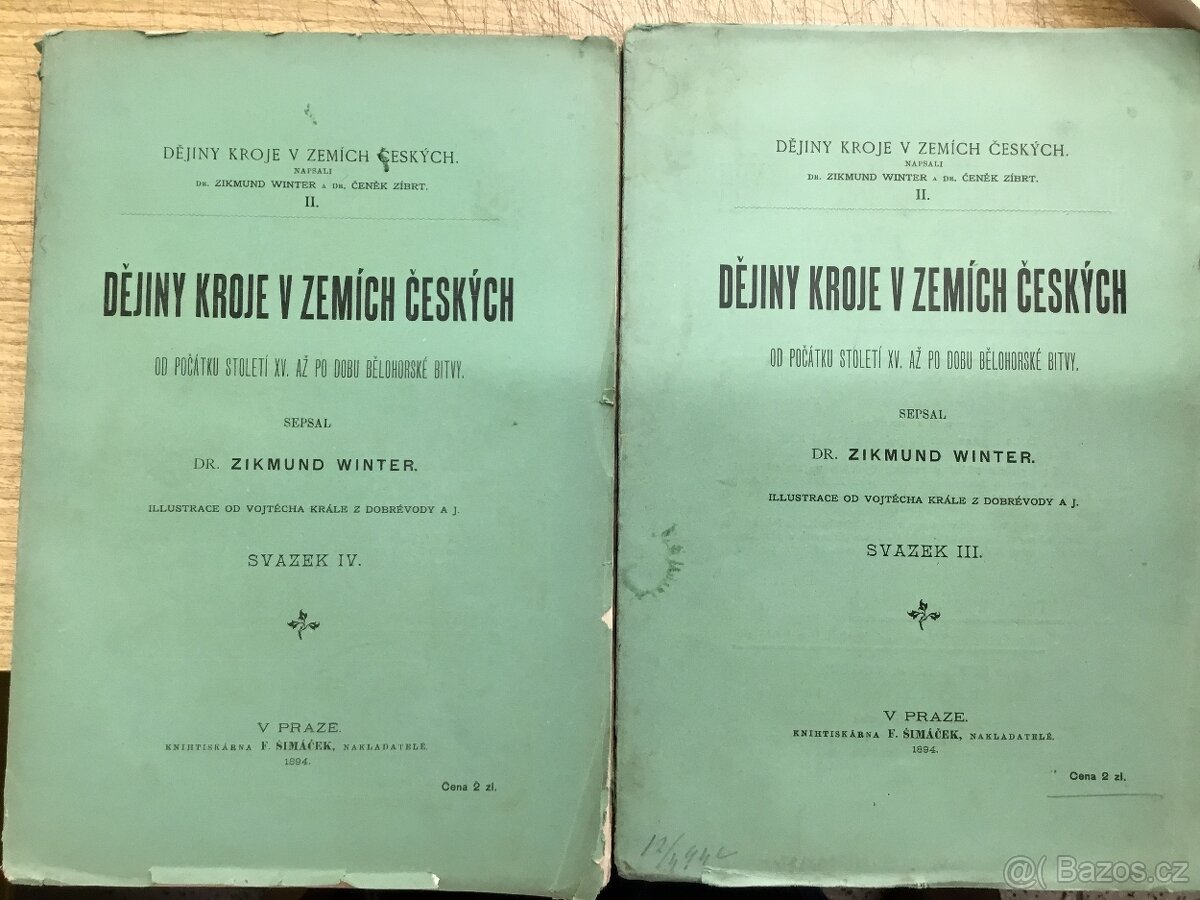 DĚJINY KROJE V ZEMÍCH ČESKÝCH.
NAPSALI
DR. ZIKMUND WINTER A DR. ČENĚK ZÍBRT.
II.
DĚJINY KROJE V ZEMÍCH ČESKÝCH
OD POČÁTKU STOLETÍ XV. AŽ PO DOBU BĚLOHORSKÉ BITVY.
SEPSAL
DR. ZIKMUND WINTER.
ILLUSTRACE OD VOJTĚCHA KRÁLE Z DOBRÉVODY A J.
SVAZEK IV.
V PRAZE.
KNIHTISKÁRNA F. ŠIMÁČEK, NAKLADATELÉ.
1894.
Cena 2 zl.
DĚJINY KROJE V ZEMÍCH ČESKÝCH.
NAPSALI
DR. ZIKMUND WINTER A DR. ČENĚK ZÍBRT.
II.
DĚJINY KROJE V ZEMÍCH ČESKÝCH
OD POČÁTKU STOLETÍ XV. AŽ PO DOBU BĚLOHORSKÉ BITVY.
SEPSAL
DR. ZIKMUND WINTER.
ILLUSTRACE OD VOJTĚCHA KRÁLE Z DOBRÉVODY A J.
SVAZEK III.
V PRAZE.
KNIHTISKÁRNA F. ŠIMÁČEK, NAKLADATELÉ.
1894.
Cena 2 zl.
Bazos.cz